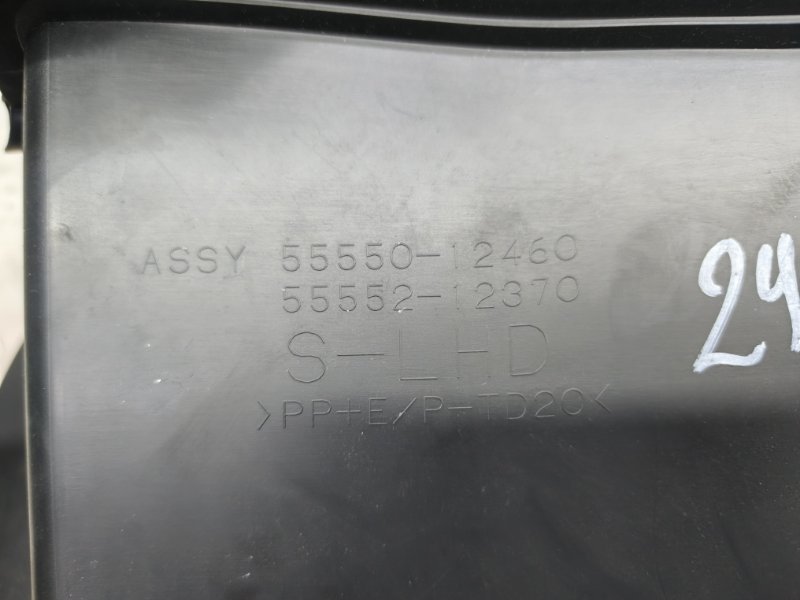 ASSY 55550-12460
55552-12370
S-LHD
>PP+E/P-TD20<
24